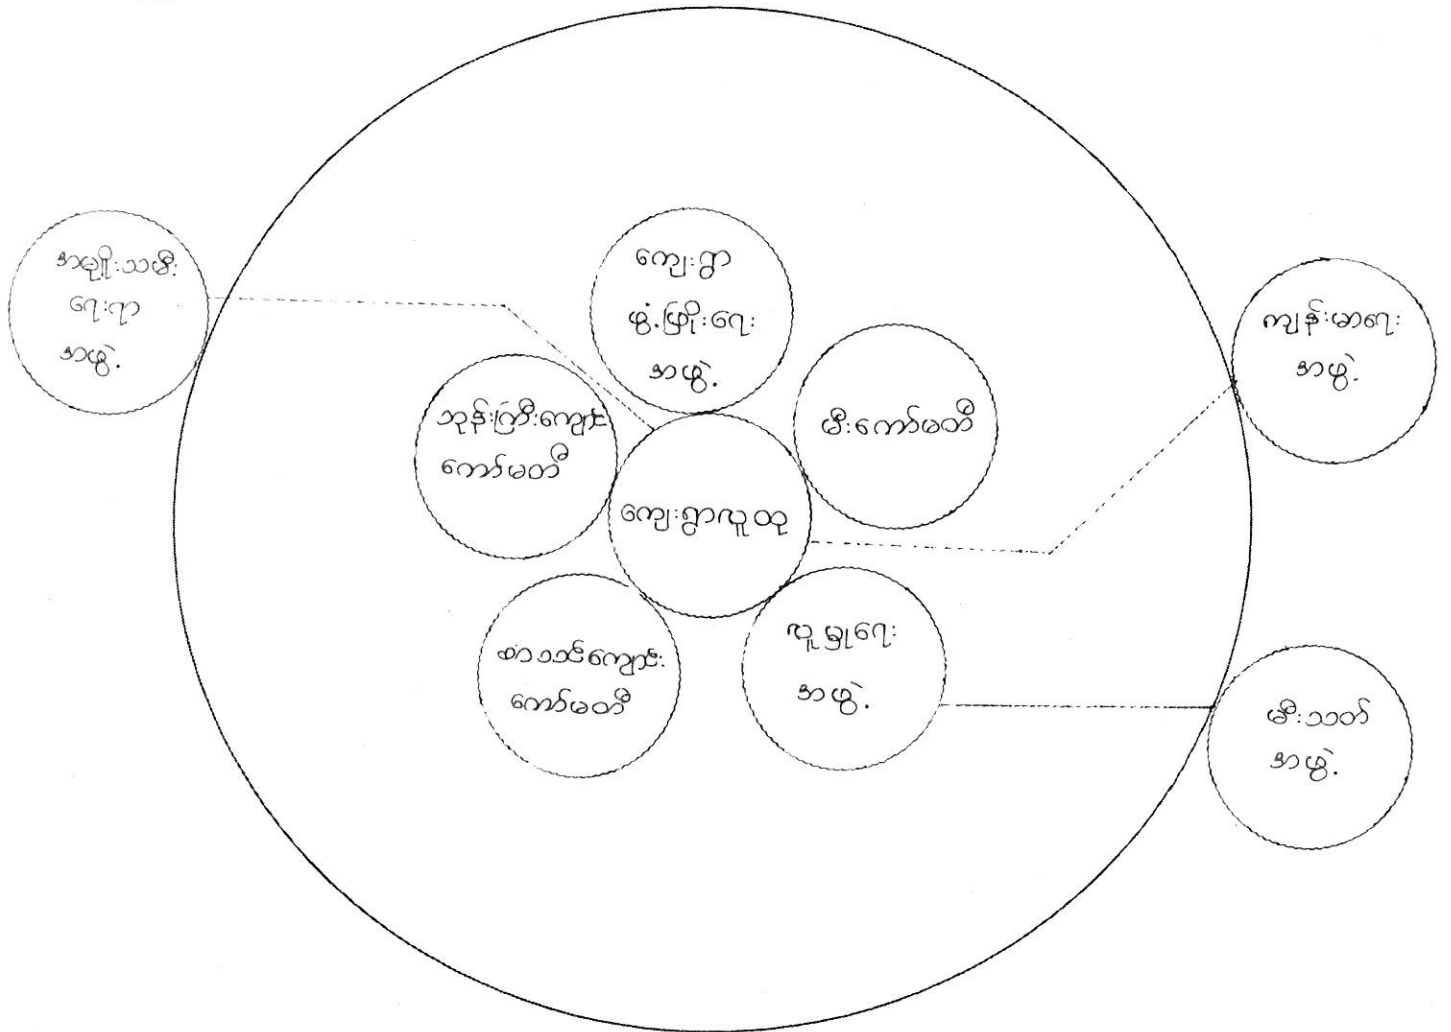 အမျိုးသမီး
ရေးရာ
အဖွဲ့
ကျေးရွာ
ဖွံ့ဖြိုးရေး
အဖွဲ့
ကျန်းမာရေး
အဖွဲ့
ဘုန်းကြီးကျောင်း
ကော်မတီ
မီးကော်မတီ
ကျေးရွာလူထု
စာသင်ကျောင်း
ကော်မတီ
လူမှုရေး
အဖွဲ့
မီးသတ်
အဖွဲ့